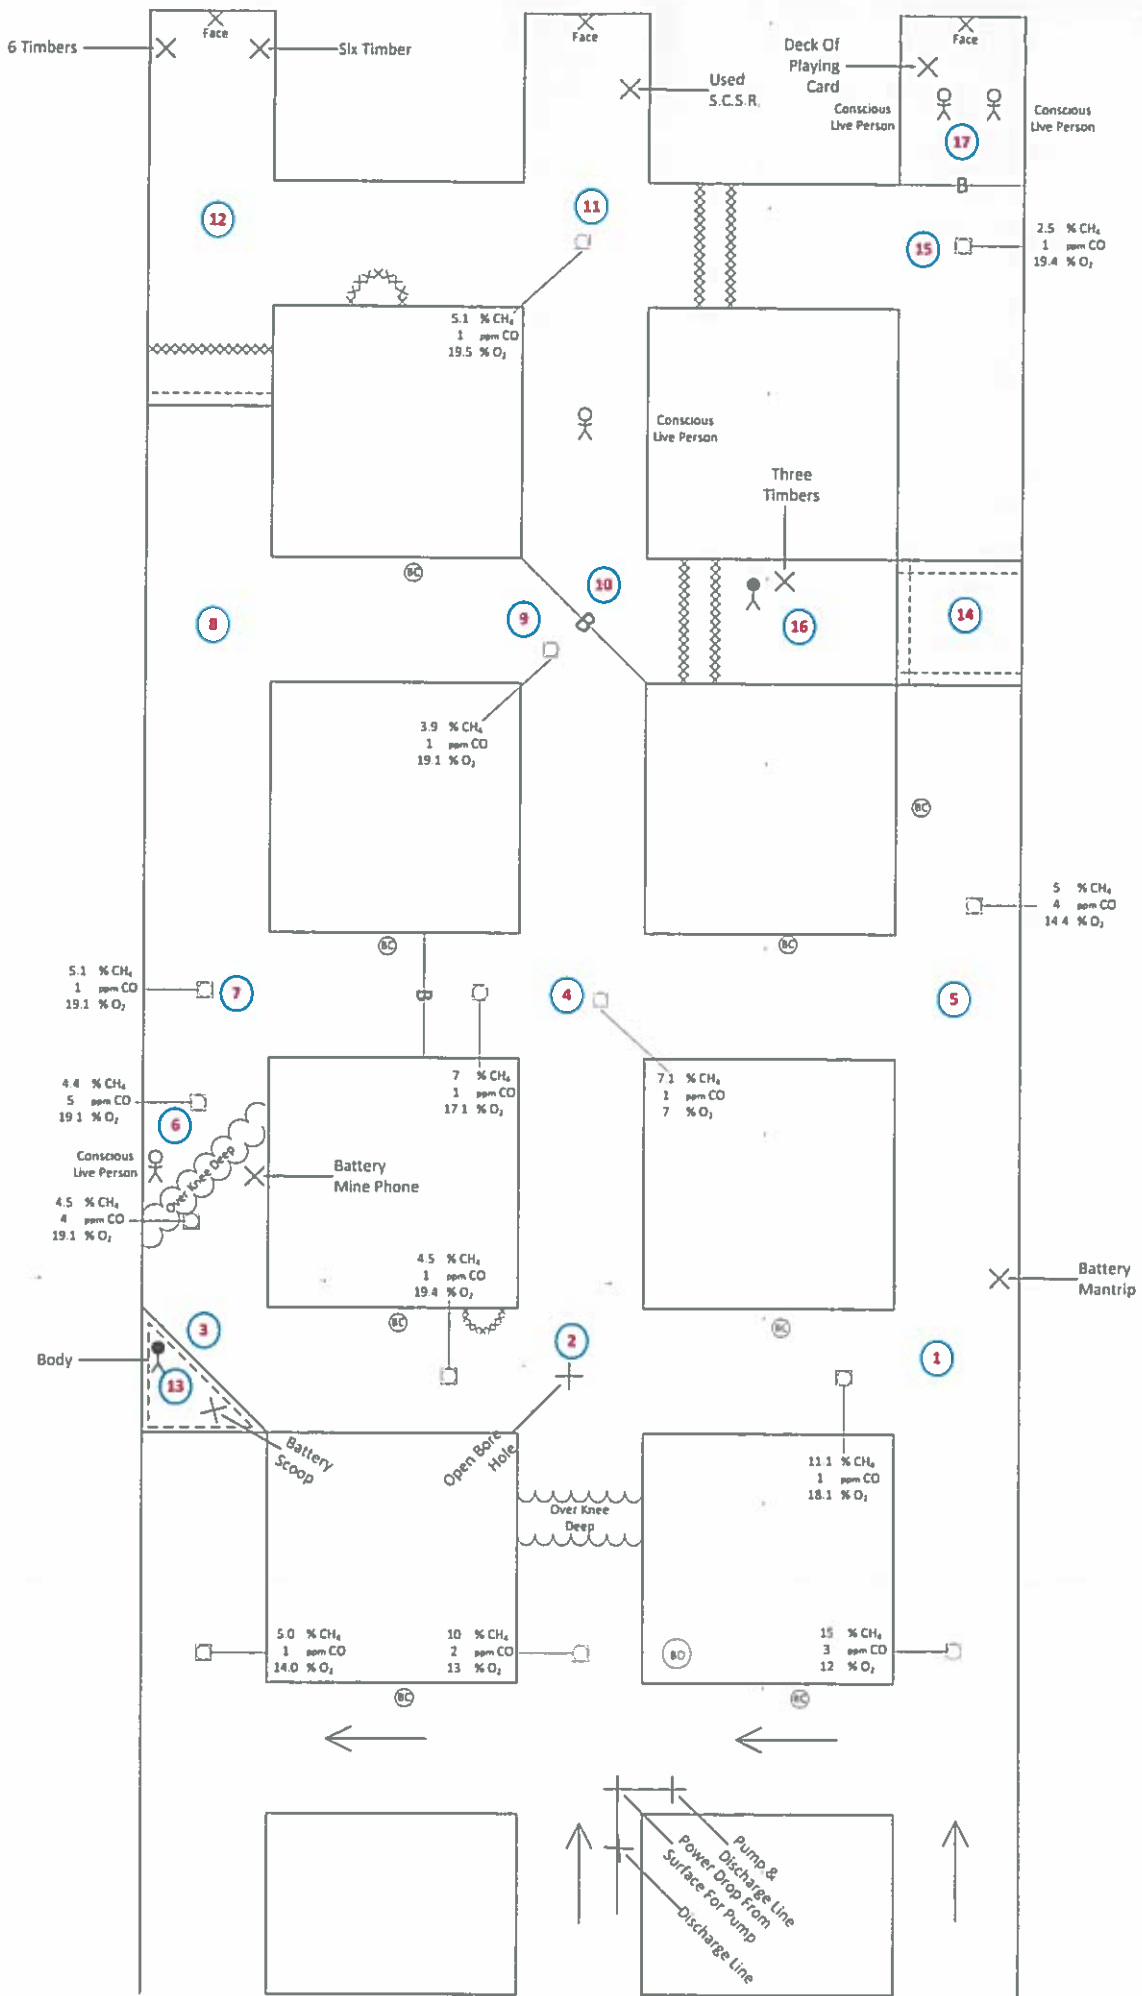 Face
Face
Face
6 Timbers
Six Timber
Deck Of
Playing
Card
Used
S.C.S.R.
Conscious
Live Person
Conscious
Live Person
17
B
12
11
15
2.5 % CH₄
1 ppm CO
19.4 % O₂
5.1 % CH₄
1 ppm CO
19.5 % O₂
Conscious
Live Person
Three
Timbers
BC
10
8
9
B
16
14
3.9 % CH₄
1 ppm CO
19.1 % O₂
BC
5 % CH₄
4 ppm CO
14.4 % O₂
BC
BC
5.1 % CH₄
1 ppm CO
19.1 % O₂
7
B
4
5
4.4 % CH₄
5 ppm CO
19.1 % O₂
7 % CH₄
1 ppm CO
17.1 % O₂
7.1 % CH₄
1 ppm CO
7 % O₂
6
Conscious
Live Person
Over Knee Deep
Battery
Mine Phone
4.5 % CH₄
4 ppm CO
19.1 % O₂
4.5 % CH₄
1 ppm CO
19.4 % O₂
Battery
Mantrip
BC
BC
3
2
1
Body
13
Battery
Scoop
Open Bore
Hole
11.1 % CH₄
1 ppm CO
18.1 % O₂
Over Knee
Deep
5.0 % CH₄
1 ppm CO
14.0 % O₂
10 % CH₄
2 ppm CO
13 % O₂
BD
15 % CH₄
3 ppm CO
12 % O₂
BC
BC
Pump &
Discharge Line
Power Drop From
Surface For Pump
Discharge Line